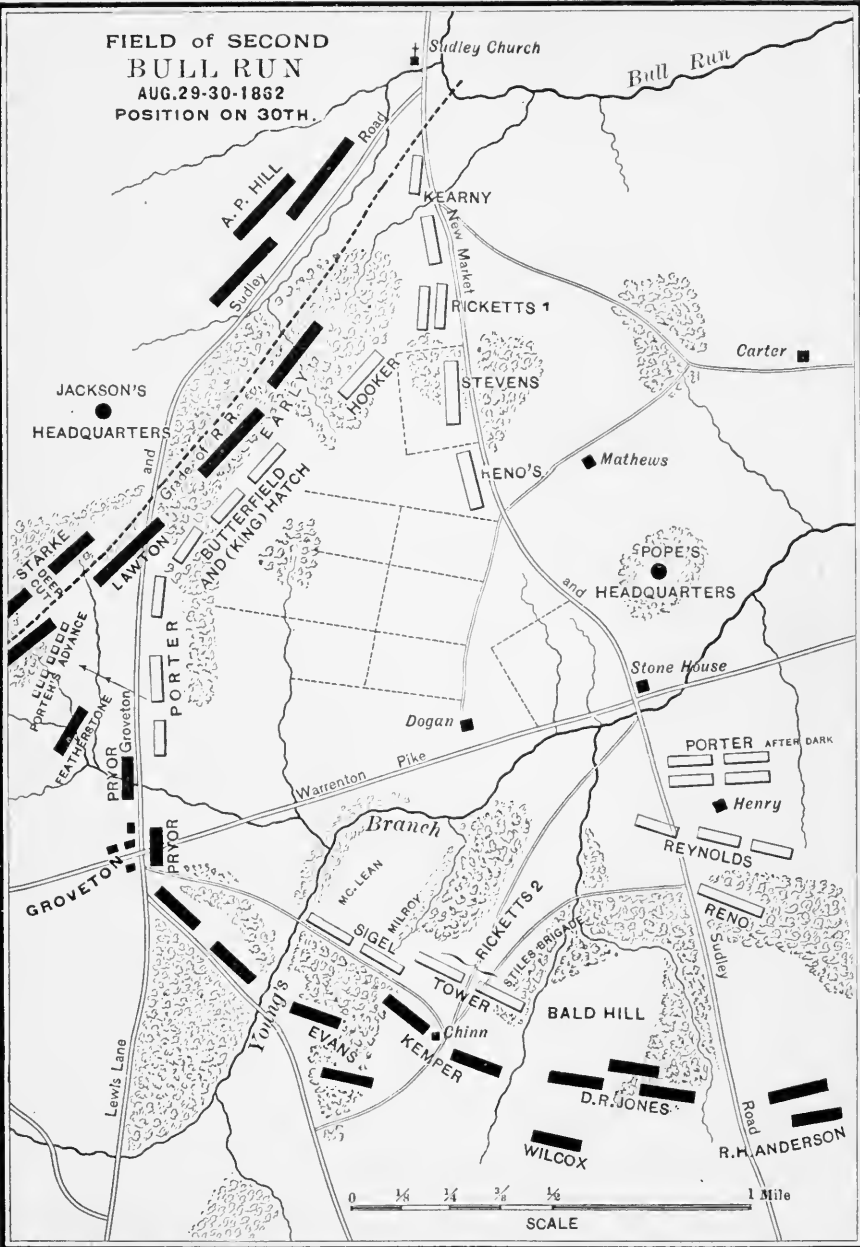 FIELD of SECOND
BULL RUN
AUG. 29-30-1862
POSITION ON 30TH.
Sudley Church
Bull Run
A.P. HILL
Road
Sudley
and
Groveton
KEARNY
New Market
RICKETTS 1
STEVENS
HOOKER
RENO'S
Carter
Mathews
JACKSON'S
HEADQUARTERS
Grade of R.R.
EARLY
BUTTERFIELD
AND (KING) HATCH
STARKE
DEEP
CUT
LAWTON
POPE'S
HEADQUARTERS
and
PORTER
PORTER'S ADVANCE
FEATHERSTONE
PRYOR
Stone House
Dogan
Warrenton Pike
PORTER AFTER DARK
Henry
REYNOLDS
PRYOR
GROVETON
Branch
MC.LEAN
MILROY
SIGEL
RICKETTS 2
STILES-BRIGADE
TOWER
RENO
Sudley
Young's
EVANS
KEMPER
Chinn
BALD HILL
D.R. JONES
WILCOX
R.H. ANDERSON
Road
Lewis Lane
0 1/8 1/4 3/8 1/2 1 Mile
SCALE